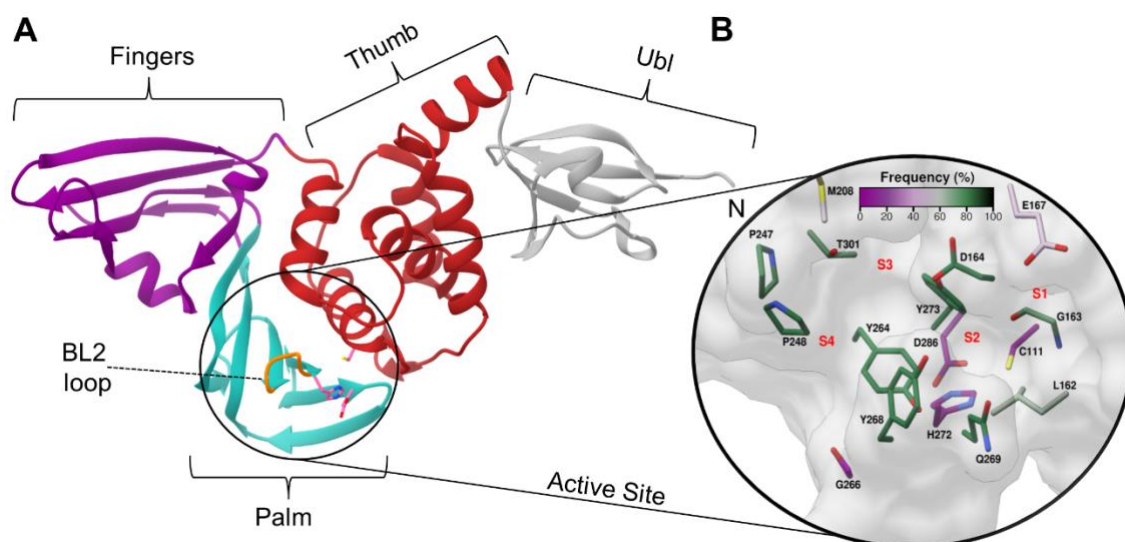 A
Fingers
Thumb
Ubl
N
BL2
loop
Palm
Active Site
B
Frequency (%)
0 20 40 60 80 100
M208
E167
P247
T301
S3
D164
S1
Y273
G163
P248
S4
Y264
S2
D286
C111
L162
Y268
H272
Q269
G266